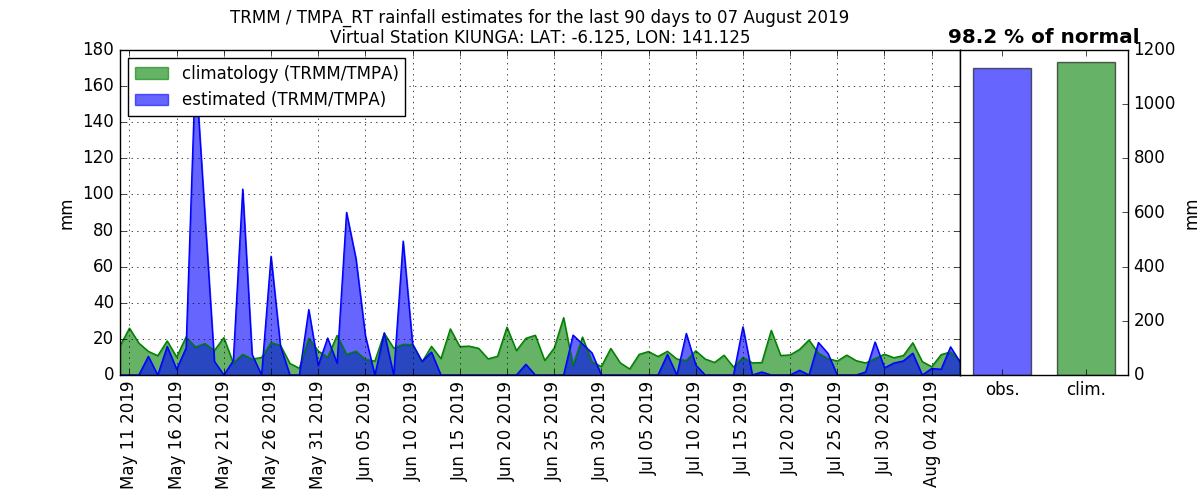 TRMM / TMPA_RT rainfall estimates for the last 90 days to 07 August 2019
Virtual Station KIUNGA: LAT: -6.125, LON: 141.125
98.2 % of normal
climatology (TRMM/TMPA)
estimated (TRMM/TMPA)
mm
180
160
140
120
100
80
60
40
20
0
May 11 2019
May 16 2019
May 21 2019
May 26 2019
May 31 2019
Jun 05 2019
Jun 10 2019
Jun 15 2019
Jun 20 2019
Jun 25 2019
Jun 30 2019
Jul 05 2019
Jul 10 2019
Jul 15 2019
Jul 20 2019
Jul 25 2019
Jul 30 2019
Aug 04 2019
obs.
clim.
1200
1000
800
600
400
200
0
mm